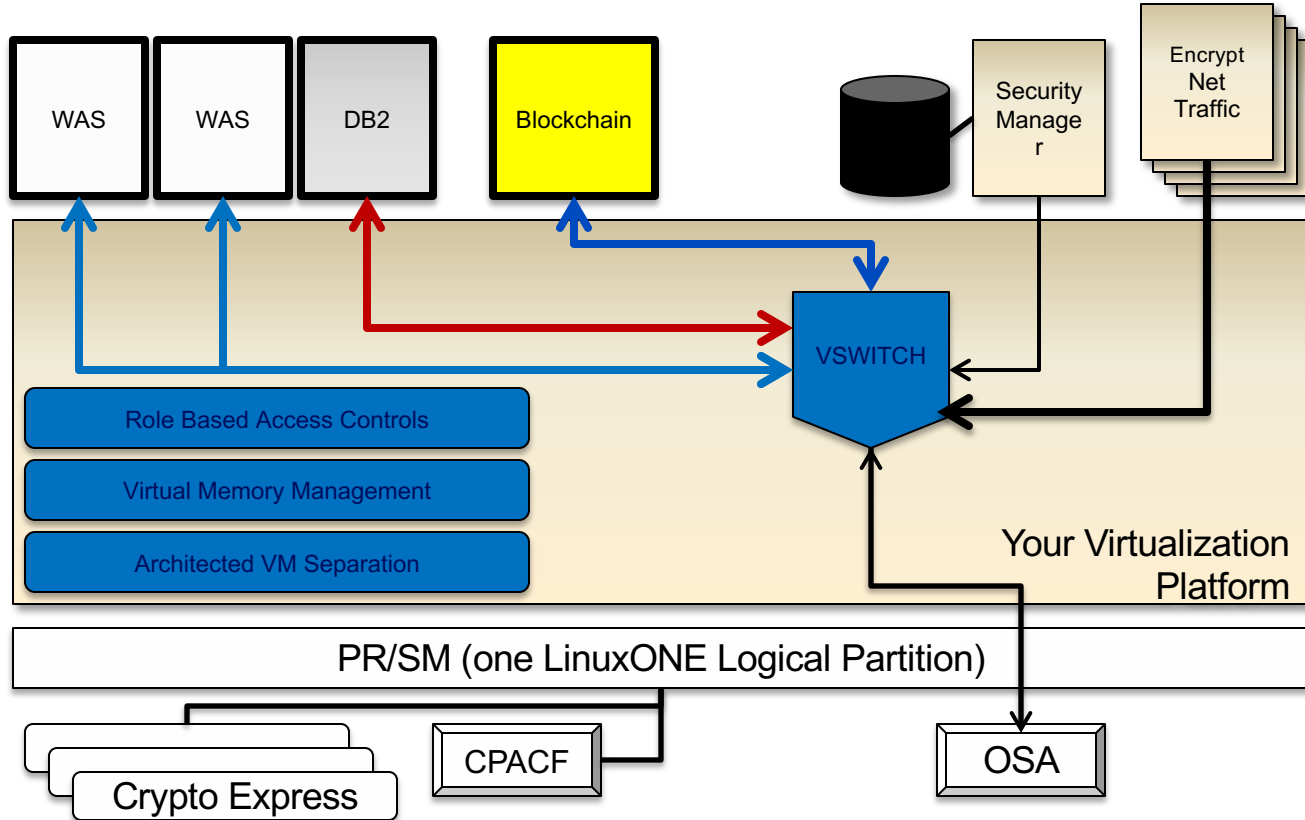 WAS
WAS
DB2
Blockchain
Security
Manage
r
Encrypt
Net
Traffic
VSWITCH
Role Based Access Controls
Virtual Memory Management
Architected VM Separation
Your Virtualization
Platform
PR/SM (one LinuxONE Logical Partition)
Crypto Express
CPACF
OSA